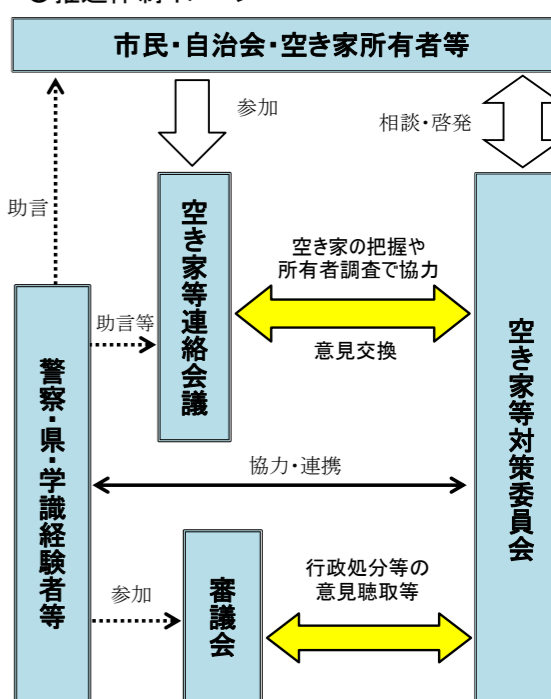 市民・自治会・空き家所有者等
参加
相談・啓発
助言
空き家等連絡会議
空き家の把握や
所有者調査で協力
意見交換
助言等
警察・県・学識経験者等
空き家等対策委員会
協力・連携
参加
審議会
行政処分等の
意見聴取等